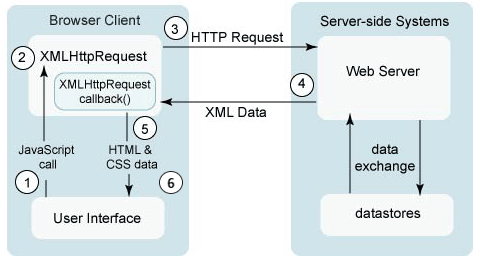 Browser Client
Server-side Systems
3
HTTP Request
2
XMLHttpRequest
Web Server
XMLHttpRequest
callback()
4
XML Data
5
JavaScript
call
HTML &
CSS data
data
exchange
1
6
User Interface
datastores